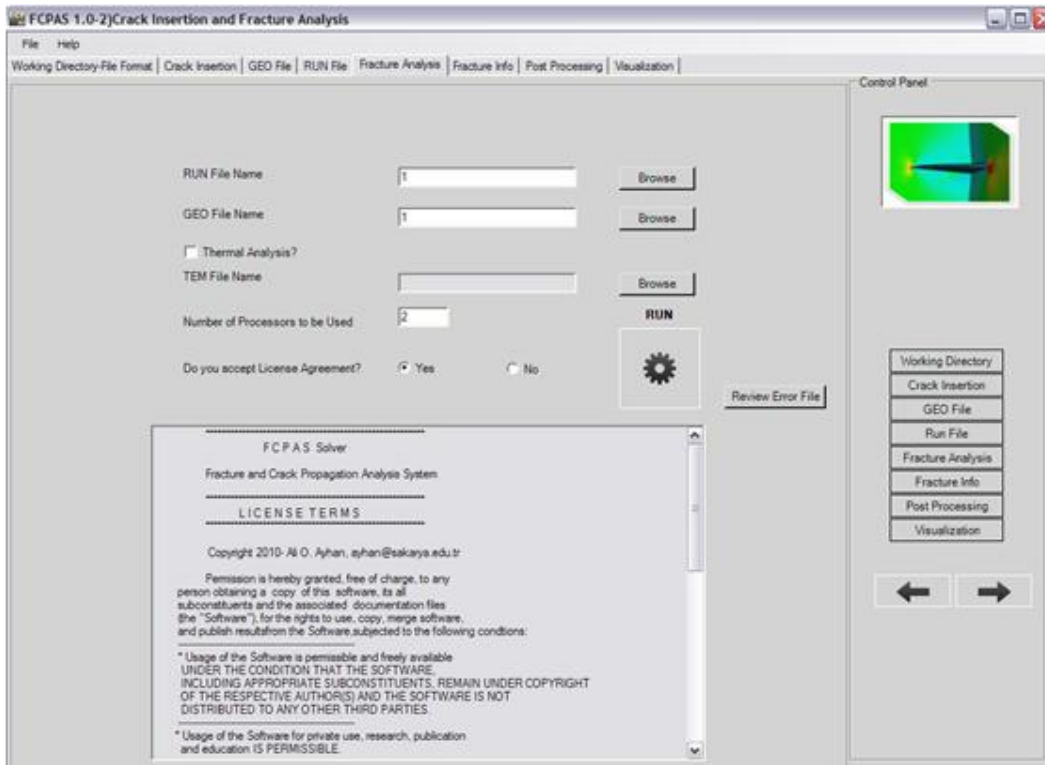 FCPAS 1.0-2)Crack Insertion and Fracture Analysis
File Help
Working Directory-File Format Crack Insertion GEO File RUN File Fracture Analysis Fracture Info Post Processing Visualization
Control Panel
RUN File Name
1
Browse
GEO File Name
1
Browse
Thermal Analysis?
TEM File Name
Browse
Number of Processors to be Used
2
RUN
Do you accept License Agreement?
Yes
No
Review Error File
F C P A S Solver
Fracture and Crack Propagation Analysis System
L I C E N S E T E R M S
Copyright 2010- Ali O. Ayhan, ayhan@sakarya.edu.tr
Permission is hereby granted, free of charge, to any
person obtaining a copy of this software, its all
subconstituents and the associated documentation files
(the "Software"), for the rights to use, copy, merge software,
and publish resultsfrom the Software,subjected to the following condtions:
* Usage of the Software is permissible and freely available
UNDER THE CONDITION THAT THE SOFTWARE,
INCLUDING APPROPRIATE SUBCONSTITUENTS, REMAIN UNDER COPYRIGHT
OF THE RESPECTIVE AUTHOR(S) AND THE SOFTWARE IS NOT
DISTRIBUTED TO ANY OTHER THIRD PARTIES.
* Usage of the Software for private use, research, publication
and education IS PERMISSIBLE.
Working Directory
Crack Insertion
GEO File
Run File
Fracture Analysis
Fracture Info
Post Processing
Visualization